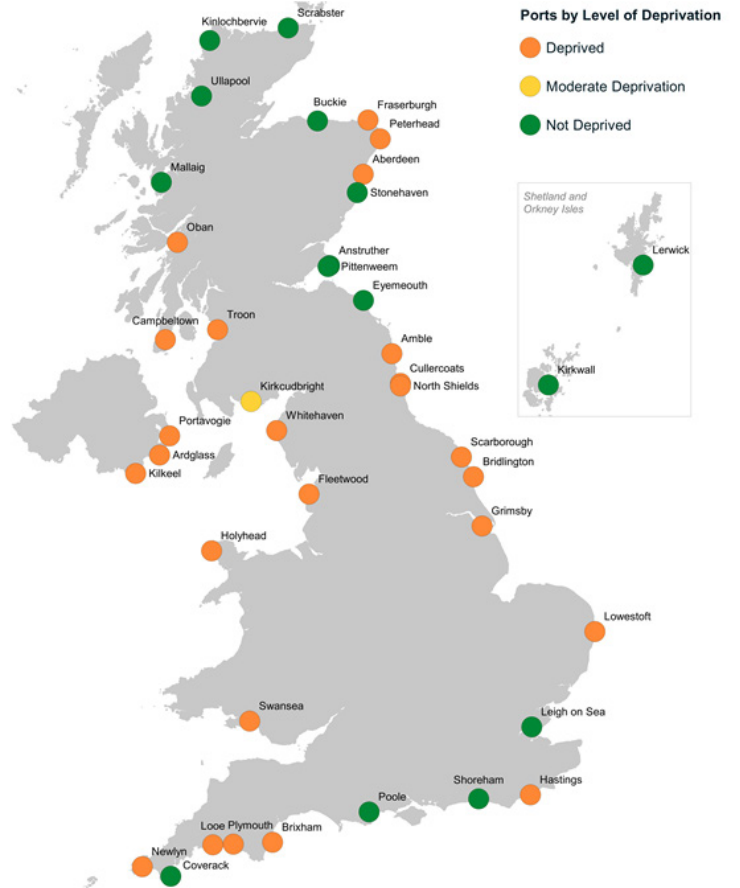 Ports by Level of Deprivation
Deprived
Moderate Deprivation
Not Deprived
Scrabster
Kinlochbervie
Ullapool
Buckie
Fraserburgh
Peterhead
Aberdeen
Mallaig
Stonehaven
Shetland and
Orkney Isles
Lerwick
Kirkwall
Oban
Anstruther
Pittenweem
Eyemeouth
Campbeltown
Troon
Amble
Cullercoats
North Shields
Kirkcudbright
Whitehaven
Portavogie
Ardglass
Kilkeel
Scarborough
Bridlington
Fleetwood
Grimsby
Holyhead
Lowestoft
Swansea
Leigh on Sea
Shoreham
Hastings
Poole
Looe Plymouth
Brixham
Newlyn
Coverack